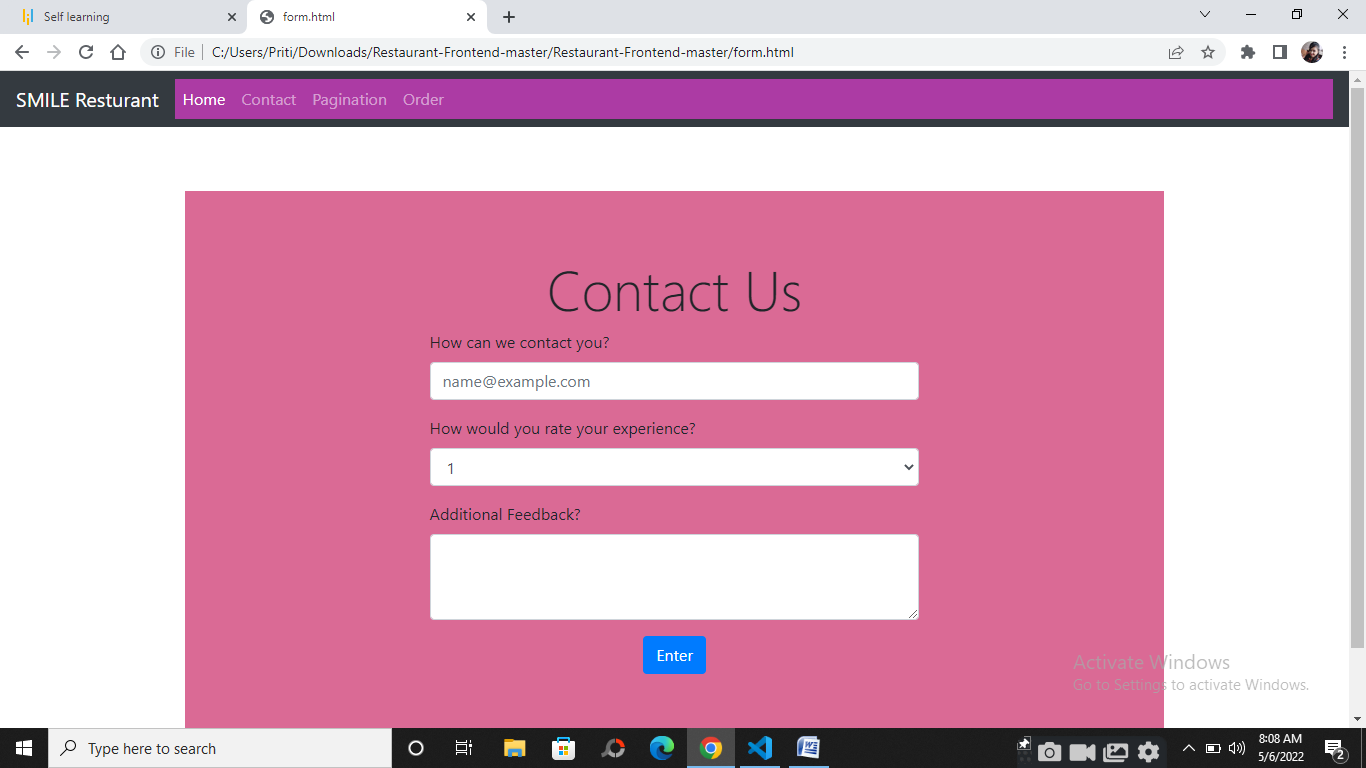 Self learning
form.html
File
C:/Users/Priti/Downloads/Restaurant-Frontend-master/Restaurant-Frontend-master/form.html
SMILE Resturant Home Contact Pagination Order
Contact Us
How can we contact you?
name@example.com
How would you rate your experience?
1
Additional Feedback?
Enter
Activate Windows
Go to Settings to activate Windows.
Type here to search
8:08 AM
5/6/2022
2